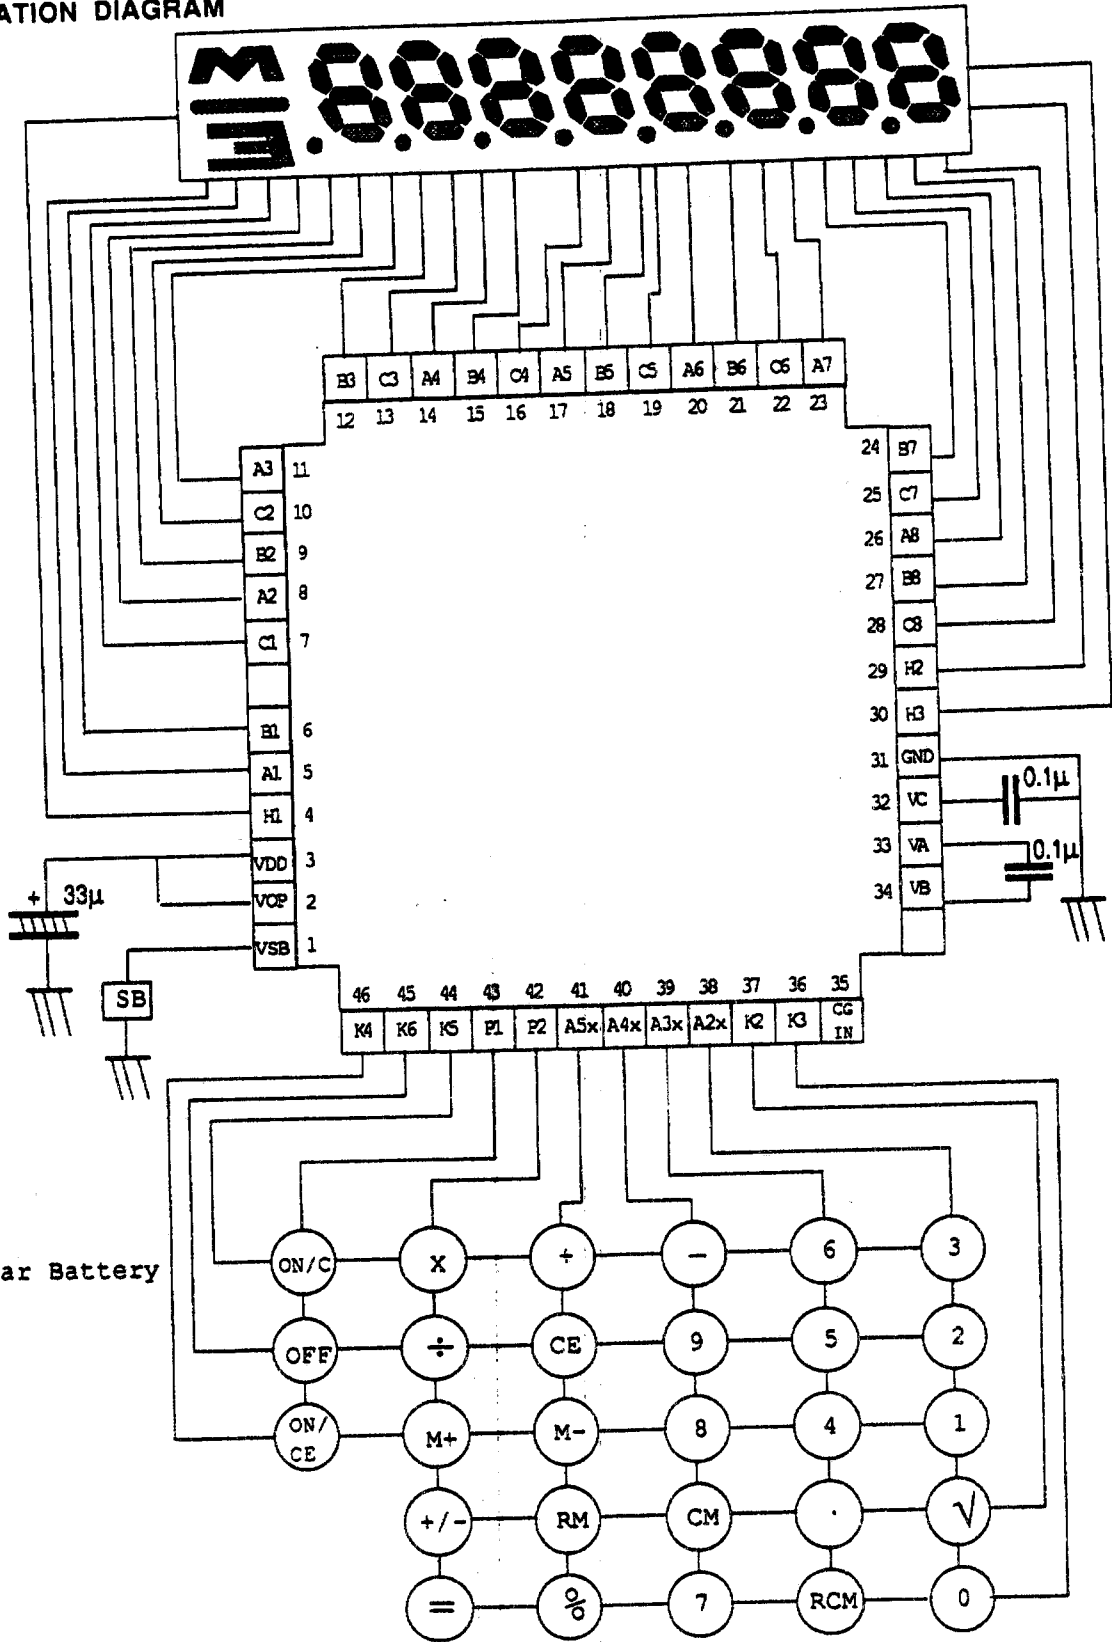 ATION DIAGRAM
M
B3 C3 A4 B4 C4 A5 B5 C5 A6 B6 C6 A7
12 13 14 15 16 17 18 19 20 21 22 23
A3 11
C2 10
B2 9
A2 8
C1 7
B1 6
A1 5
H1 4
VDD 3
VOP 2
VSB 1
24 B7
25 C7
26 A8
27 B8
28 C8
29 H2
30 H3
31 GND
32 VC
33 VA
34 VB
0.1μ
0.1μ
+ 33μ
SB
46 45 44 43 42 41 40 39 38 37 36 35
K4 K6 K5 P1 P2 A5x A4x A3x A2x K2 K3 CG IN
ar Battery
ON/C X + − 6 3
OFF ÷ CE 9 5 2
ON/CE M+ M- 8 4 1
+/- RM CM · √
= % 7 RCM 0